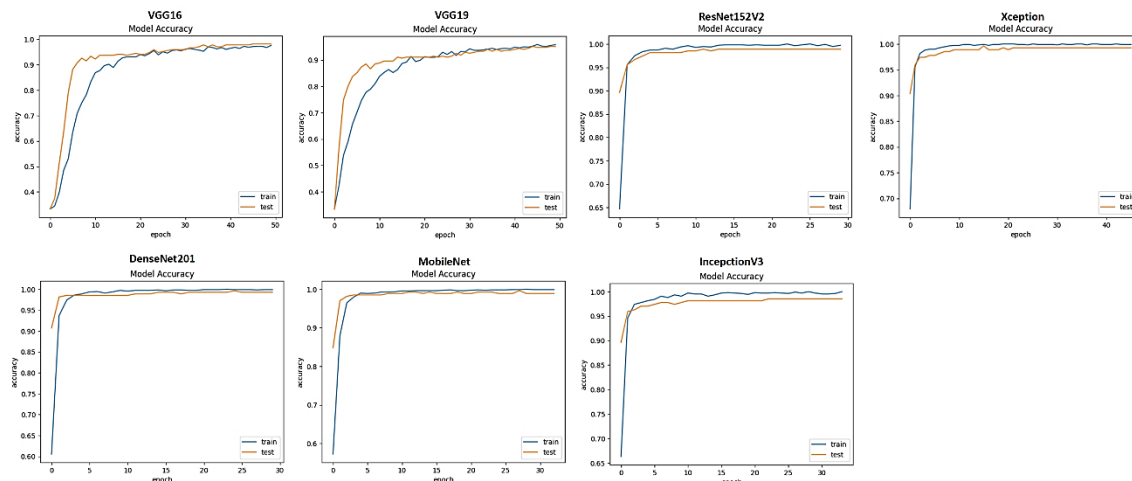 VGG16
Model Accuracy
1.0
0.9
0.8
0.7
0.6
0.5
0.4
accuracy
0
10
20
30
40
50
epoch
train
test
VGG19
Model Accuracy
1.0
0.9
0.8
0.7
0.6
0.5
0.4
accuracy
0
10
20
30
40
50
epoch
train
test
ResNet152V2
Model Accuracy
1.00
0.95
0.90
0.85
0.80
0.75
0.70
0.65
accuracy
0
5
10
15
20
25
30
epoch
train
test
Xception
Model Accuracy
1.00
0.95
0.90
0.85
0.80
0.75
0.70
accuracy
0
10
20
30
40
epoch
train
test
DenseNet201
Model Accuracy
1.00
0.95
0.90
0.85
0.80
0.75
0.70
0.65
0.60
accuracy
0
5
10
15
20
25
30
epoch
train
test
MobileNet
Model Accuracy
1.0
0.9
0.8
0.7
0.6
accuracy
0
5
10
15
20
25
30
epoch
train
test
InceptionV3
Model Accuracy
1.00
0.95
0.90
0.85
0.80
0.75
0.70
0.65
accuracy
0
5
10
15
20
25
30
epoch
train
test